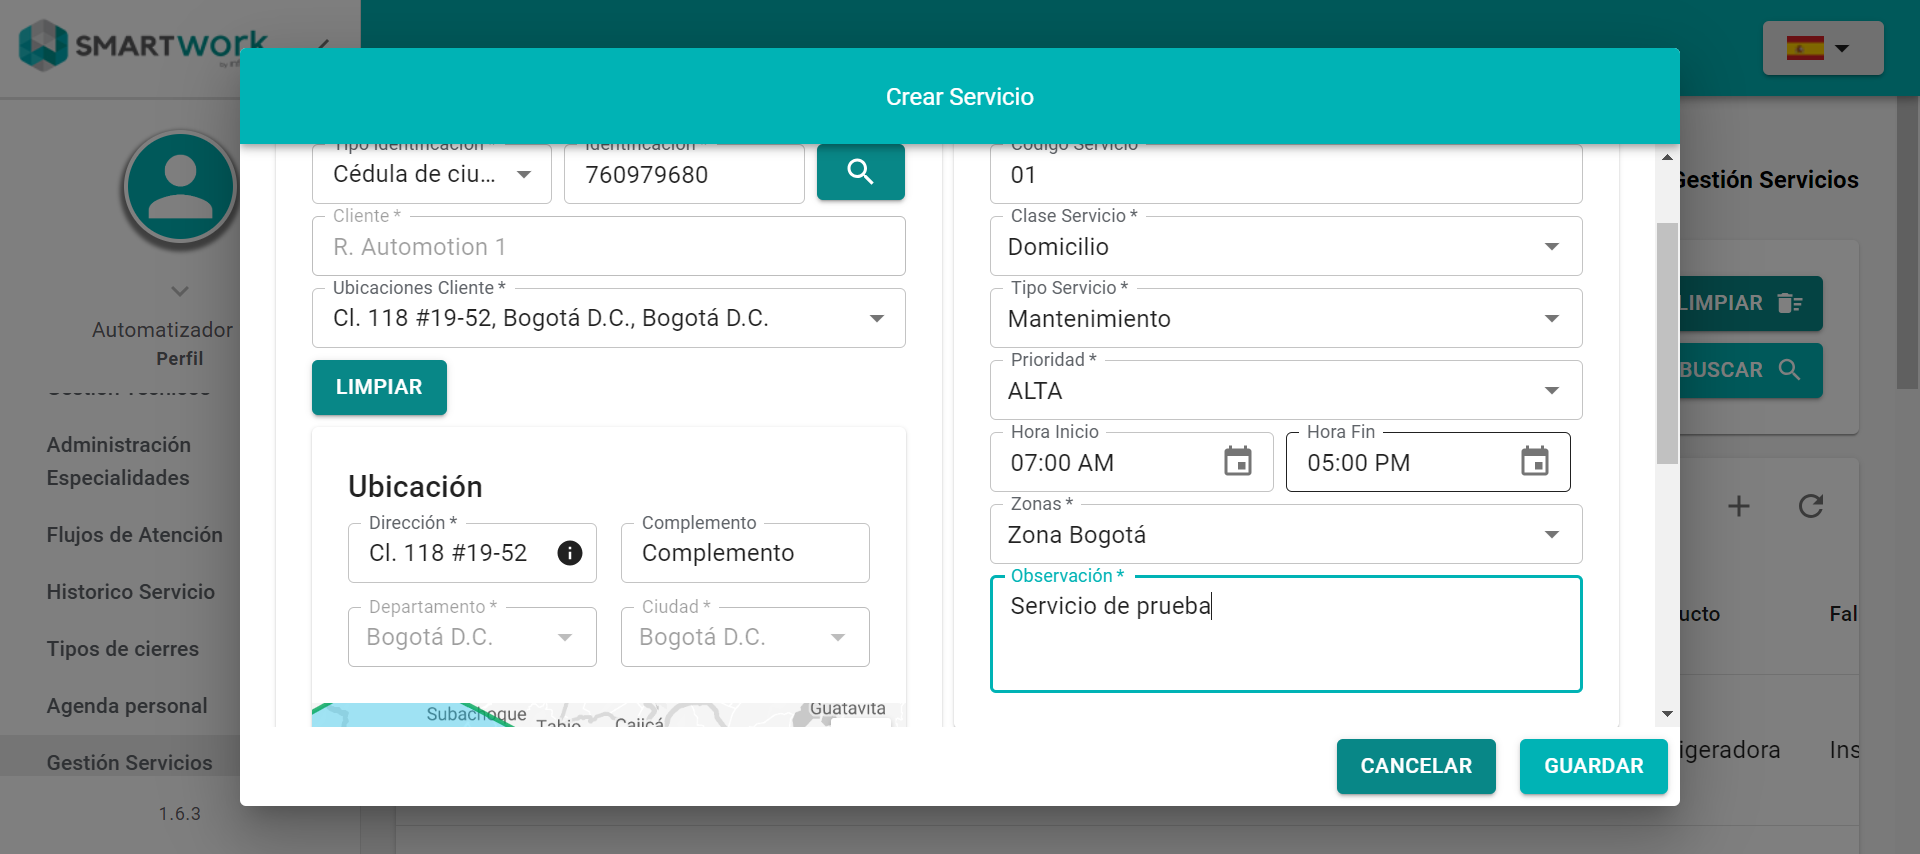 SMARTWORK
Crear Servicio
Tipo Identificación *
Cédula de ciu...
Identificación *
760979680
Cliente *
R. Automotion 1
Ubicaciones Cliente *
Cl. 118 #19-52, Bogotá D.C., Bogotá D.C.
LIMPIAR
Ubicación
Dirección *
Cl. 118 #19-52
Complemento
Complemento
Departamento *
Bogotá D.C.
Ciudad *
Bogotá D.C.
Subachoque
Tabio
Cajicá
Guatavita
Código Servicio
01
Clase Servicio *
Domicilio
Tipo Servicio *
Mantenimiento
Prioridad *
ALTA
Hora Inicio
07:00 AM
Hora Fin
05:00 PM
Zonas *
Zona Bogotá
Observación *
Servicio de prueba
CANCELAR
GUARDAR
Automatizador
Perfil
Gestión Técnicos
Administración
Especialidades
Flujos de Atención
Historico Servicio
Tipos de cierres
Agenda personal
Gestión Servicios
1.6.3
Gestión Servicios
LIMPIAR
BUSCAR
ucto
Fal
igeradora
Ins